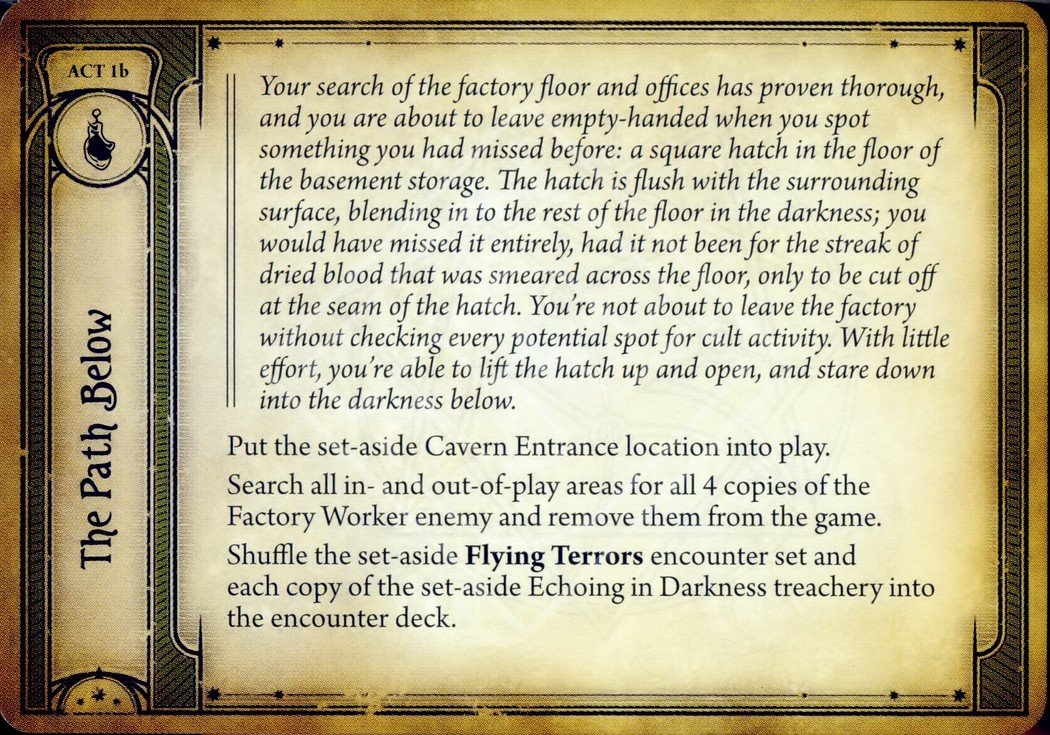 ACT 1b
The Path Below
Your search of the factory floor and offices has proven thorough,
and you are about to leave empty-handed when you spot
something you had missed before: a square hatch in the floor of
the basement storage. The hatch is flush with the surrounding
surface, blending in to the rest of the floor in the darkness; you
would have missed it entirely, had it not been for the streak of
dried blood that was smeared across the floor, only to be cut off
at the seam of the hatch. You're not about to leave the factory
without checking every potential spot for cult activity. With little
effort, you're able to lift the hatch up and open, and stare down
into the darkness below.
Put the set-aside Cavern Entrance location into play.
Search all in- and out-of-play areas for all 4 copies of the
Factory Worker enemy and remove them from the game.
Shuffle the set-aside Flying Terrors encounter set and
each copy of the set-aside Echoing in Darkness treachery into
the encounter deck.